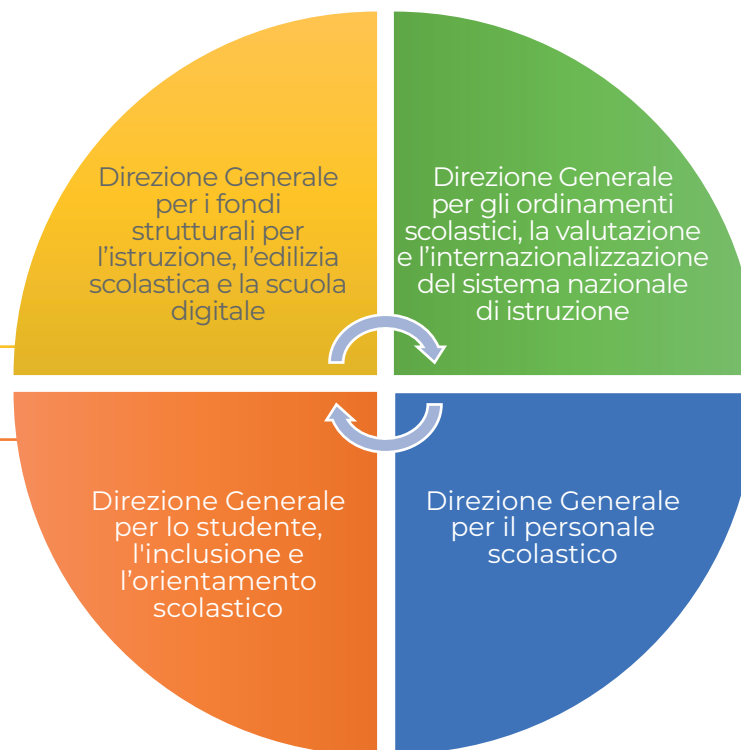 Direzione Generale
per i fondi
strutturali per
l’istruzione, l’edilizia
scolastica e la scuola
digitale
Direzione Generale
per gli ordinamenti
scolastici, la valutazione
e l’internazionalizzazione
del sistema nazionale
di istruzione
Direzione Generale
per lo studente,
l'inclusione e
l’orientamento
scolastico
Direzione Generale
per il personale
scolastico